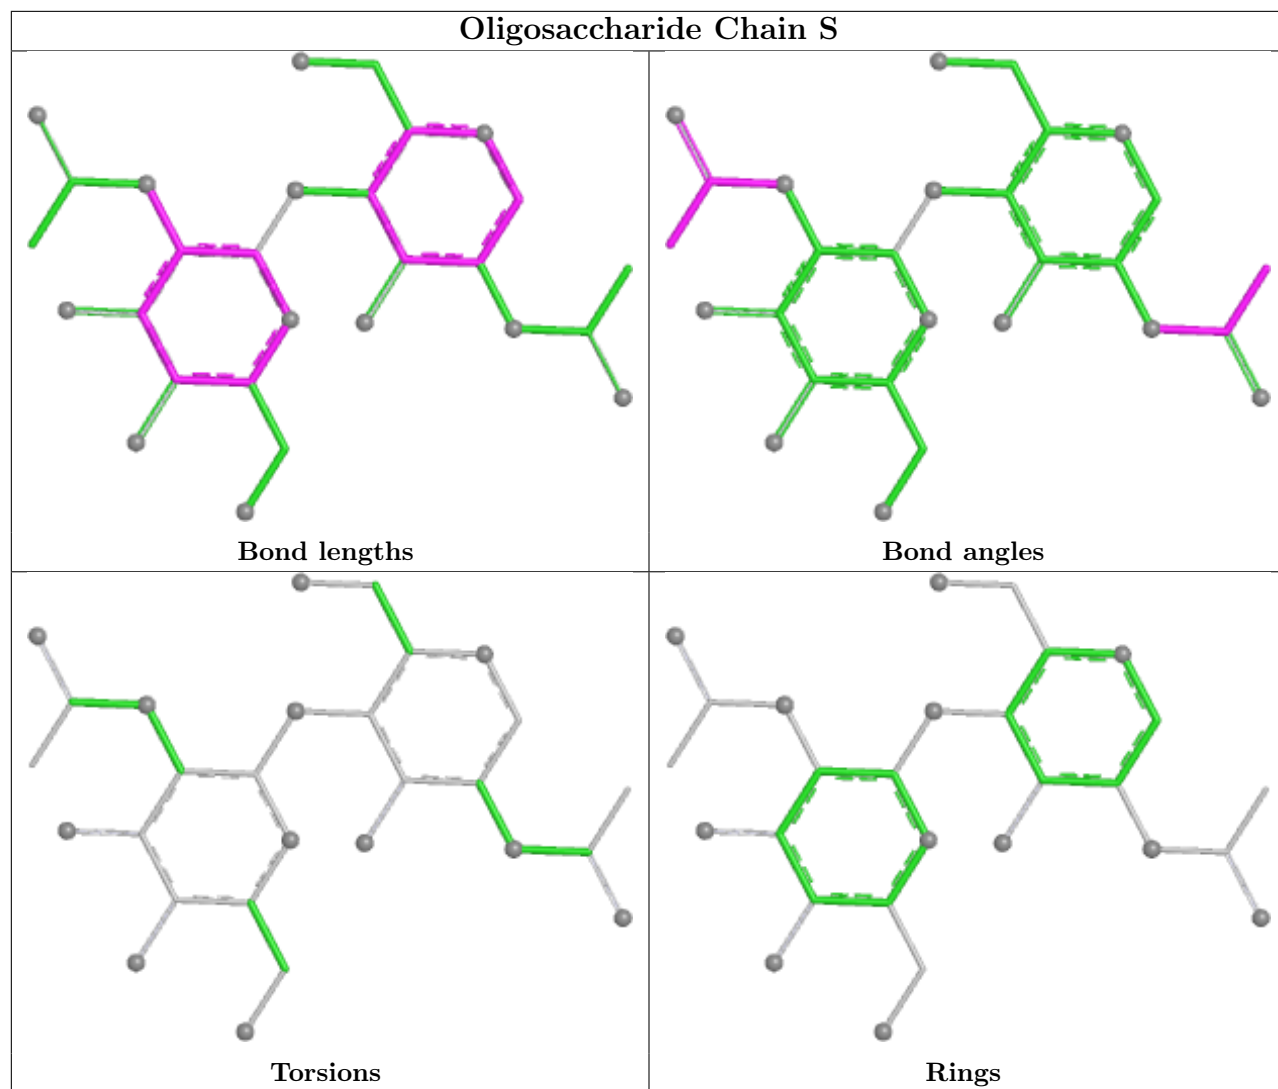 Oligosaccharide Chain S
Bond lengths
Bond angles
Torsions
Rings